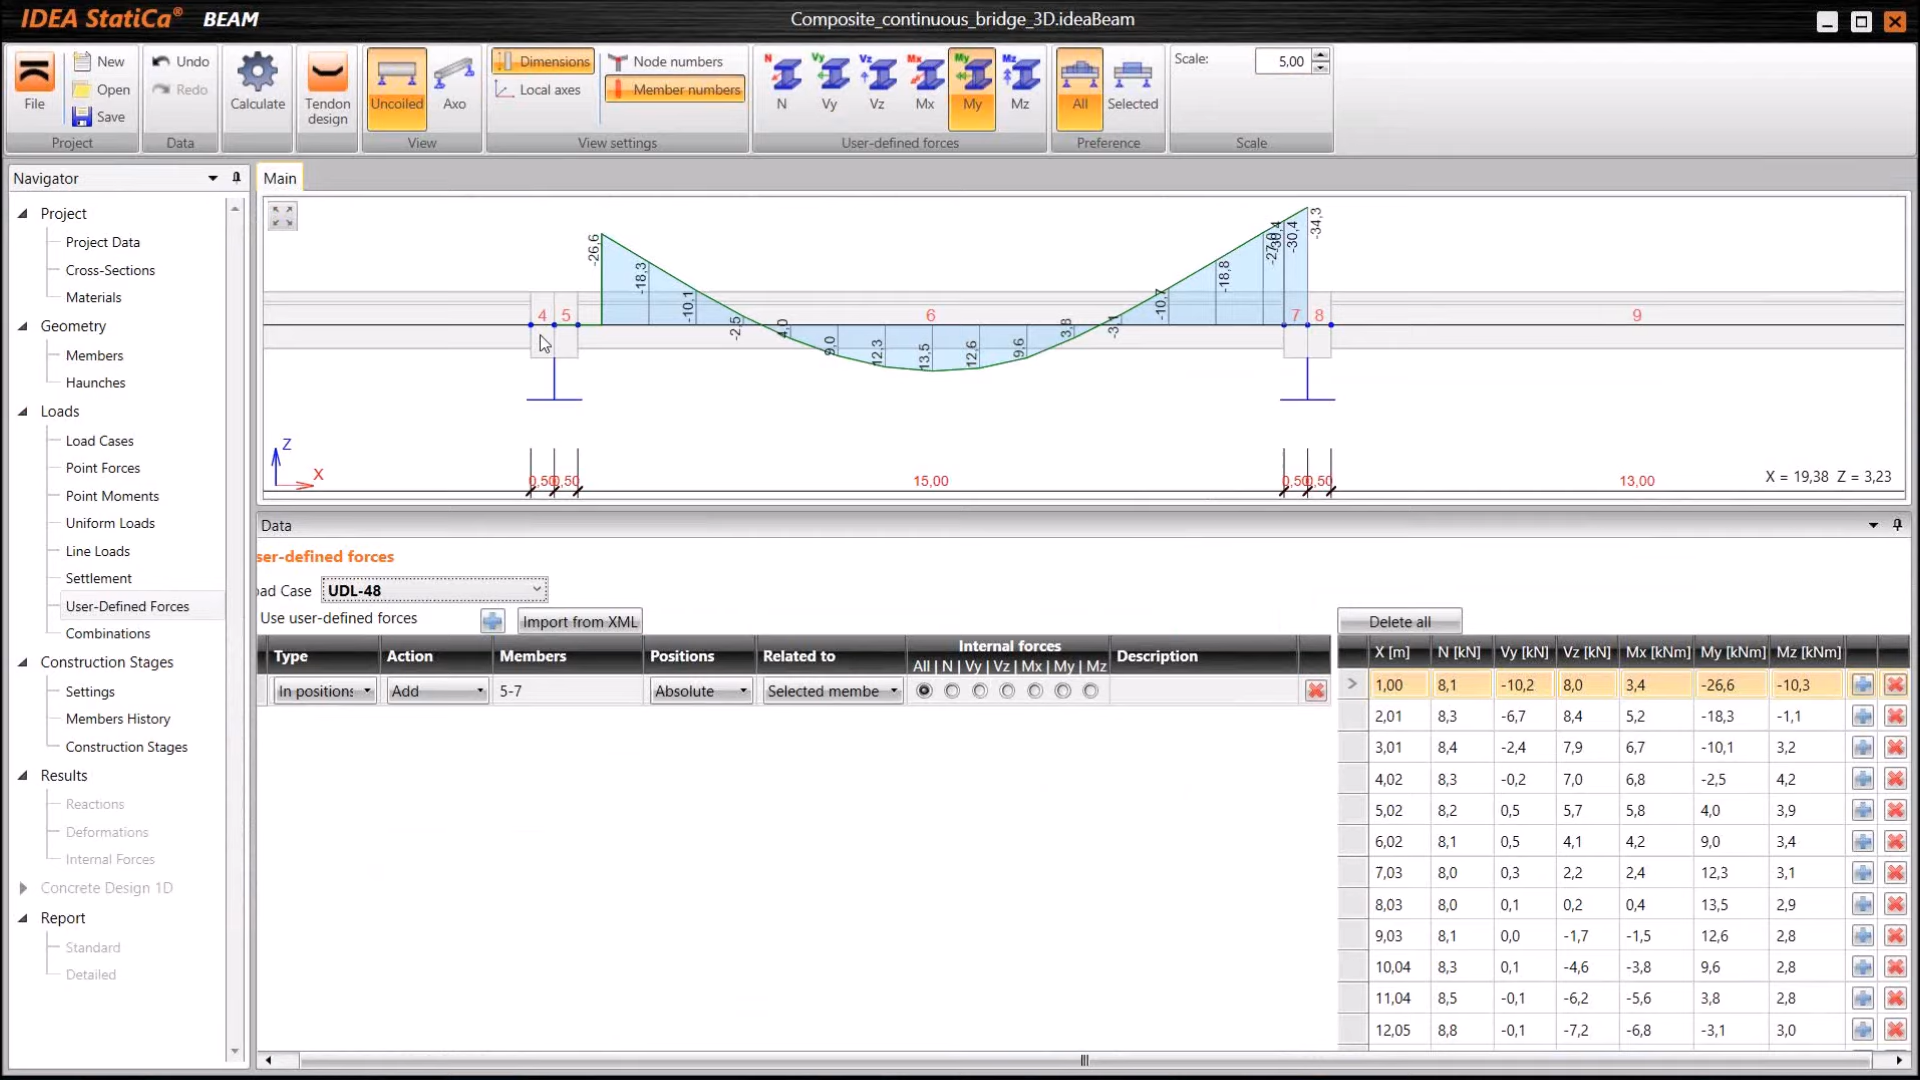 IDEA StatiCa® BEAM
Composite_continuous_bridge_3D.ideaBeam
File
New
Open
Save
Project
Undo
Redo
Data
Calculate
Tendon design
Uncoiled
Axo
View
Dimensions
Local axes
Node numbers
Member numbers
View settings
N N
Vy Vy
Vz Vz
Mx Mx
My My
Mz Mz
User-defined forces
All
Selected
Preference
Scale: 5,00
Scale
Navigator
Project
Project Data
Cross-Sections
Materials
Geometry
Members
Haunches
Loads
Load Cases
Point Forces
Point Moments
Uniform Loads
Line Loads
Settlement
User-Defined Forces
Combinations
Construction Stages
Settings
Members History
Construction Stages
Results
Reactions
Deformations
Internal Forces
Concrete Design 1D
Report
Standard
Detailed
Main
-26,6
-18,3
-10,1
-2,5
4,0
9,0
12,3
13,5
12,6
9,6
3,8
-3,1
-10,7
-18,8
-30,4
-30,4
-34,3
4 5 6 7 8 9
Z
X
0,50 0,50 15,00 0,50 0,50 13,00
X = 19,38 Z = 3,23
Data
ser-defined forces
oad Case UDL-48
Use user-defined forces
Import from XML
Type Action Members Positions Related to Internal forces Description
All | N | Vy | Vz | Mx | My | Mz
In positions Add 5-7 Absolute Selected membe
Delete all
X [m] N [kN] Vy [kN] Vz [kN] Mx [kNm] My [kNm] Mz [kNm]
> 1,00 8,1 -10,2 8,0 3,4 -26,6 -10,3
2,01 8,3 -6,7 8,4 5,2 -18,3 -1,1
3,01 8,4 -2,4 7,9 6,7 -10,1 3,2
4,02 8,3 -0,2 7,0 6,8 -2,5 4,2
5,02 8,2 0,5 5,7 5,8 4,0 3,9
6,02 8,1 0,5 4,1 4,2 9,0 3,4
7,03 8,0 0,3 2,2 2,4 12,3 3,1
8,03 8,0 0,1 0,2 0,4 13,5 2,9
9,03 8,1 0,0 -1,7 -1,5 12,6 2,8
10,04 8,3 0,1 -4,6 -3,8 9,6 2,8
11,04 8,5 -0,1 -6,2 -5,6 3,8 2,8
12,05 8,8 -0,1 -7,2 -6,8 -3,1 3,0